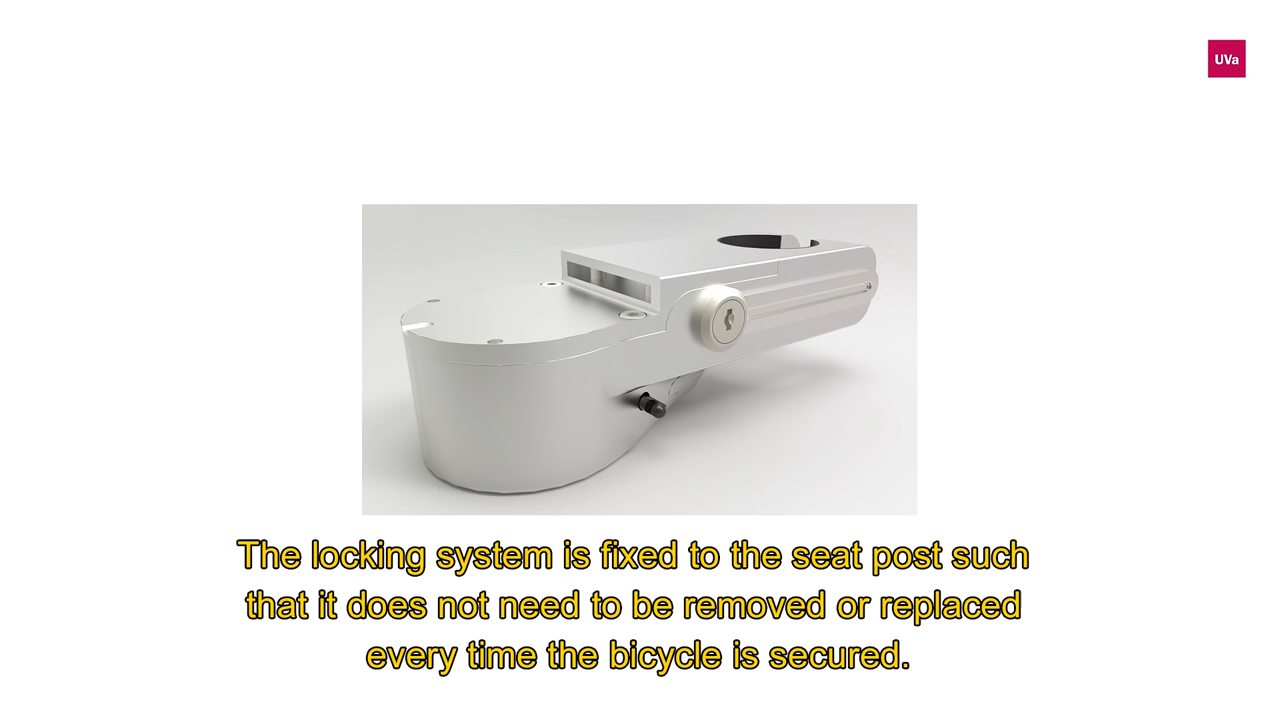 UVa
The locking system is fixed to the seat post such
that it does not need to be removed or replaced
every time the bicycle is secured.